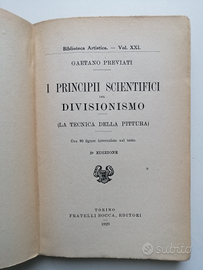 Biblioteca Artistica. — Vol. XXI.
GAETANO PREVIATI
I PRINCIPII SCIENTIFICI
DEL
DIVISIONISMO
(LA TECNICA DELLA PITTURA)
Con figure intercalate nel testo
2ª EDIZIONE
TORINO
FRATELLI BOCCA, EDITORI
Subito